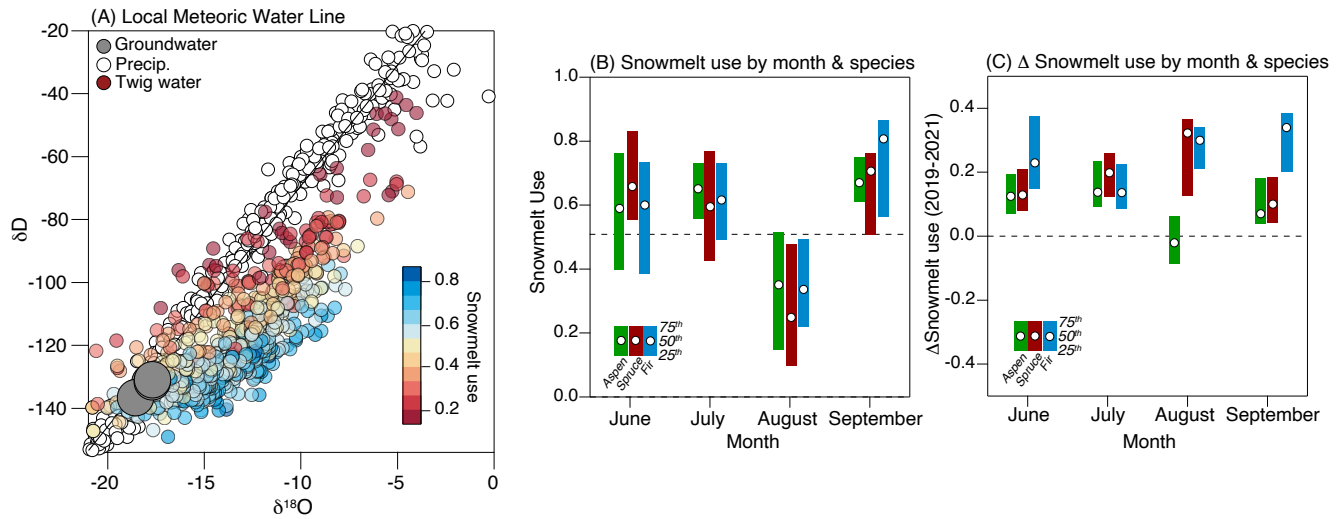 (A) Local Meteoric Water Line
Groundwater
Precip.
Twig water
-20
-40
-60
-80
-100
-120
-140
δD
-20
-15
-10
-5
0
δ¹⁸O
0.8
0.6
0.4
0.2
Snowmelt use
(B) Snowmelt use by month & species
1.0
0.8
0.6
0.4
0.2
0.0
Snowmelt Use
75th
50th
25th
Aspen
Spruce
Fir
June
July
August
September
Month
(C) Δ Snowmelt use by month & species
0.4
0.2
0.0
-0.2
-0.4
ΔSnowmelt use (2019-2021)
75th
50th
25th
Aspen
Spruce
Fir
June
July
August
September
Month